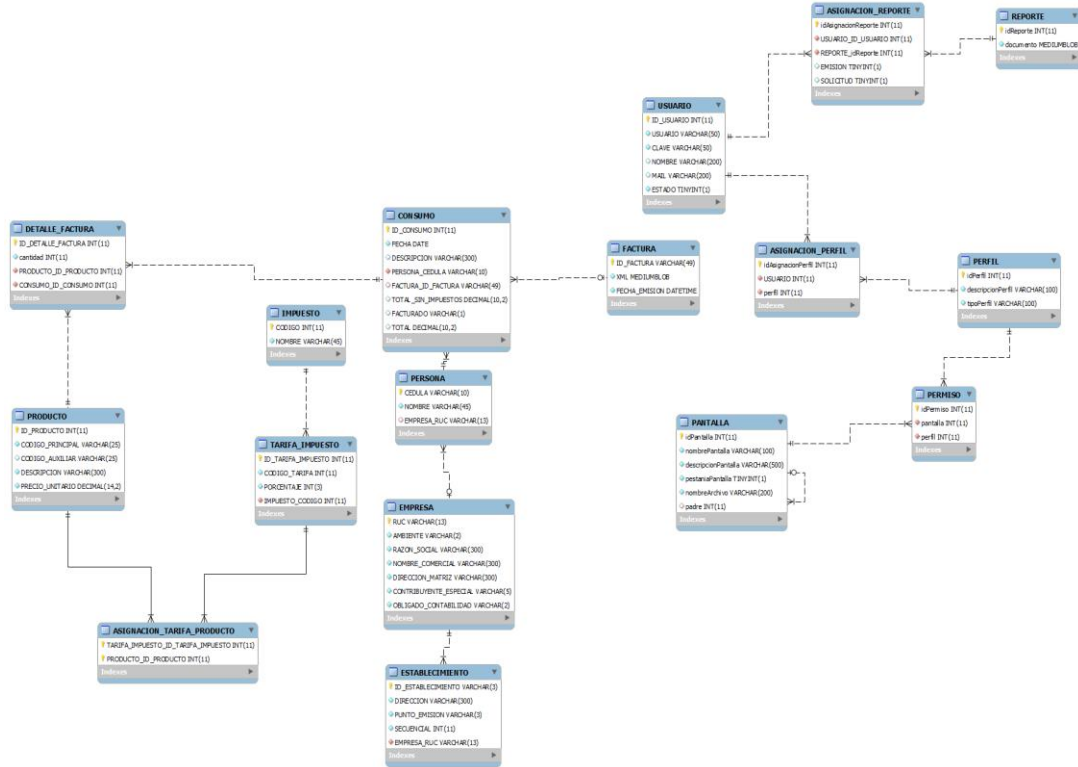 ASIGNACION_REPORTE
idAsignacionReporte INT(11)
USUARIO_ID_USUARIO INT(11)
REPORTE_idReporte INT(11)
EMISION TINYINT(1)
SOLICITUD TINYINT(1)
Indexes
REPORTE
idReporte INT(11)
documento MEDIUMBLOB
Indexes
USUARIO
ID_USUARIO INT(11)
USUARIO VARCHAR(50)
CLAVE VARCHAR(50)
NOMBRE VARCHAR(200)
MAIL VARCHAR(200)
ESTADO TINYINT(1)
Indexes
DETALLE_FACTURA
ID_DETALLE_FACTURA INT(11)
cantidad INT(11)
PRODUCTO_ID_PRODUCTO INT(11)
CONSUMO_ID_CONSUMO INT(11)
Indexes
CONSUMO
ID_CONSUMO INT(11)
FECHA DATE
DESCRIPCION VARCHAR(300)
PERSONA_CEDULA VARCHAR(10)
FACTURA_ID_FACTURA VARCHAR(49)
TOTAL_SIN_IMPUESTOS DECIMAL(10,2)
FACTURADO VARCHAR(1)
TOTAL DECIMAL(10,2)
Indexes
FACTURA
ID_FACTURA VARCHAR(49)
XML MEDIUMBLOB
FECHA_EMISION DATETIME
Indexes
ASIGNACION_PERFIL
idAsignacionPerfil INT(11)
USUARIO INT(11)
perfil INT(11)
Indexes
PERFIL
idPerfil INT(11)
descripcionPerfil VARCHAR(100)
tipoPerfil VARCHAR(100)
Indexes
IMPUESTO
CODIGO INT(11)
NOMBRE VARCHAR(45)
Indexes
PERSONA
CEDULA VARCHAR(10)
NOMBRE VARCHAR(45)
EMPRESA_RUC VARCHAR(13)
Indexes
PERMISO
idPermiso INT(11)
pantalla INT(11)
perfil INT(11)
Indexes
PRODUCTO
ID_PRODUCTO INT(11)
CODIGO_PRINCIPAL VARCHAR(25)
CODIGO_AUXILIAR VARCHAR(25)
DESCRIPCION VARCHAR(300)
PRECIO_UNITARIO DECIMAL(14,2)
Indexes
TARIFA_IMPUESTO
ID_TARIFA_IMPUESTO INT(11)
CODIGO_TARIFA INT(11)
PORCENTAJE INT(3)
IMPUESTO_CODIGO INT(11)
Indexes
PANTALLA
idPantalla INT(11)
nombrePantalla VARCHAR(100)
descripcionPantalla VARCHAR(500)
pestaniaPantalla TINYINT(1)
nombreArchivo VARCHAR(200)
padre INT(11)
Indexes
EMPRESA
RUC VARCHAR(13)
AMBIENTE VARCHAR(2)
RAZON_SOCIAL VARCHAR(300)
NOMBRE_COMERCIAL VARCHAR(300)
DIRECCION_MATRIZ VARCHAR(300)
CONTRIBUYENTE_ESPECIAL VARCHAR(5)
OBLIGADO_CONTABILIDAD VARCHAR(2)
Indexes
ASIGNACION_TARIFA_PRODUCTO
TARIFA_IMPUESTO_ID_TARIFA_IMPUESTO INT(11)
PRODUCTO_ID_PRODUCTO INT(11)
Indexes
ESTABLECIMIENTO
ID_ESTABLECIMIENTO VARCHAR(3)
DIRECCION VARCHAR(300)
PUNTO_EMISION VARCHAR(3)
SECUENCIAL INT(11)
EMPRESA_RUC VARCHAR(13)
Indexes